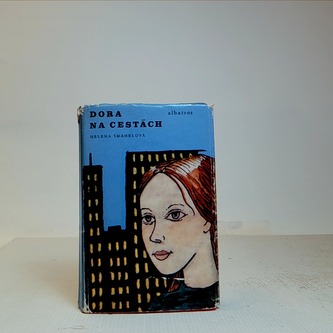 DORA
albatros
NA CESTÁCH
HELENA ŠMAHELOVÁ